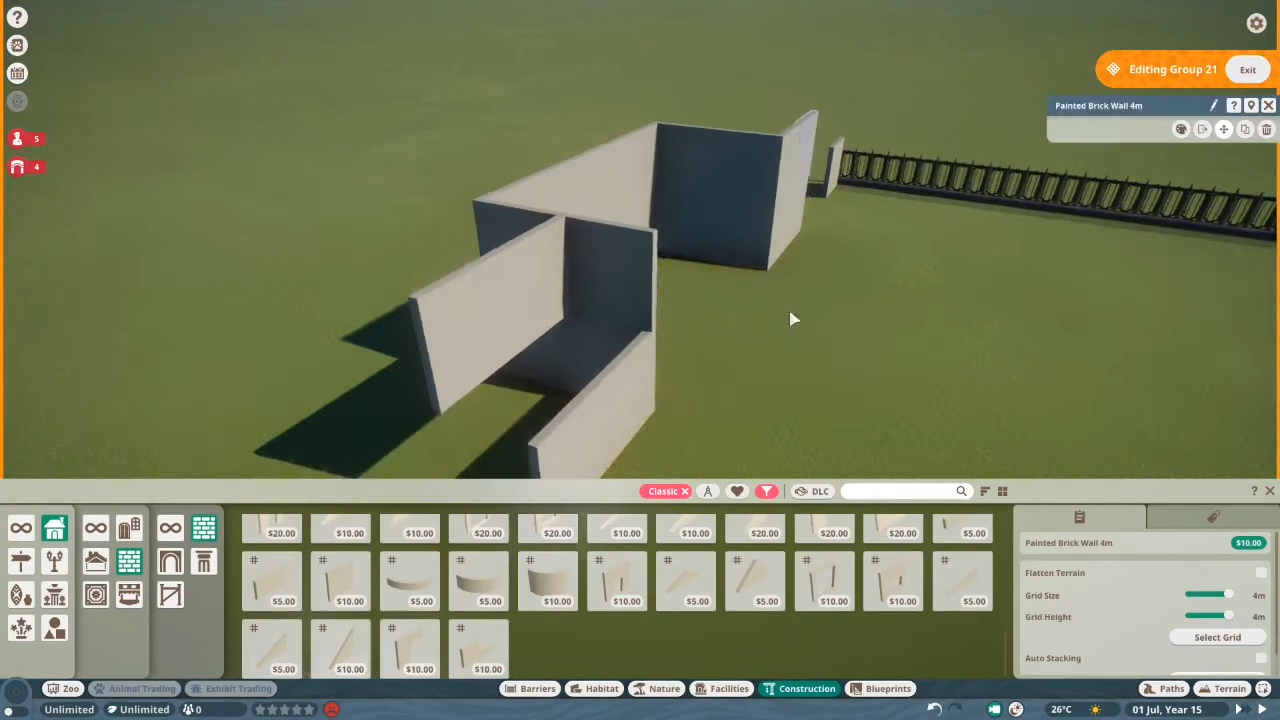 ?
Editing Group 21 Exit
Painted Brick Wall 4m ?
5
4
Classic × DLC
?
$20.00 $10.00 $10.00 $20.00 $20.00 $10.00 $10.00 $20.00 $20.00 $20.00 $5.00
$5.00 $10.00 $5.00 $5.00 $10.00 $10.00 $5.00 $5.00 $10.00 $10.00 $5.00
$5.00 $10.00 $10.00 $10.00
Painted Brick Wall 4m $10.00
Flatten Terrain
Grid Size 4m
Grid Height 4m
Select Grid
Auto Stacking
Zoo Animal Trading Exhibit Trading Barriers Habitat Nature Facilities Construction Blueprints Paths Terrain
Unlimited Unlimited 0 26°C 01 Jul, Year 15